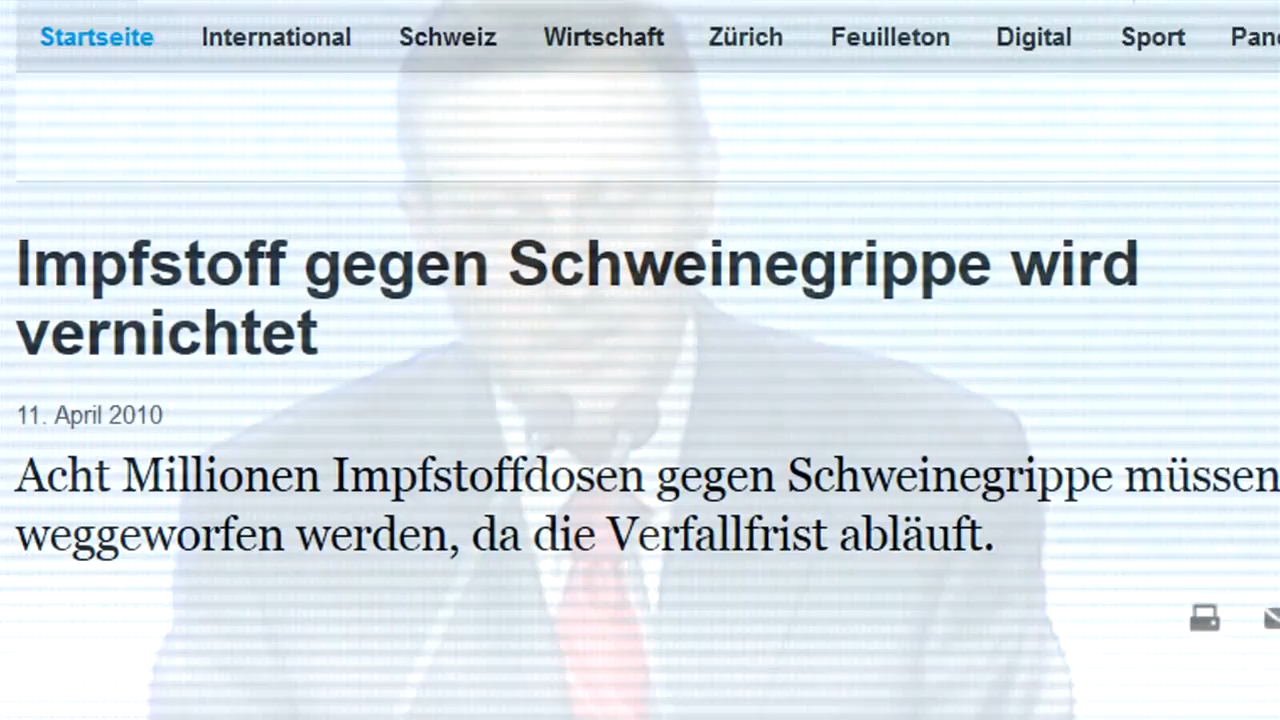 Startseite International Schweiz Wirtschaft Zürich Feuilleton Digital Sport
Impfstoff gegen Schweinegrippe wird
vernichtet
11. April 2010
Acht Millionen Impfstoffdosen gegen Schweinegrippe müssen
weggeworfen werden, da die Verfallfrist abläuft.